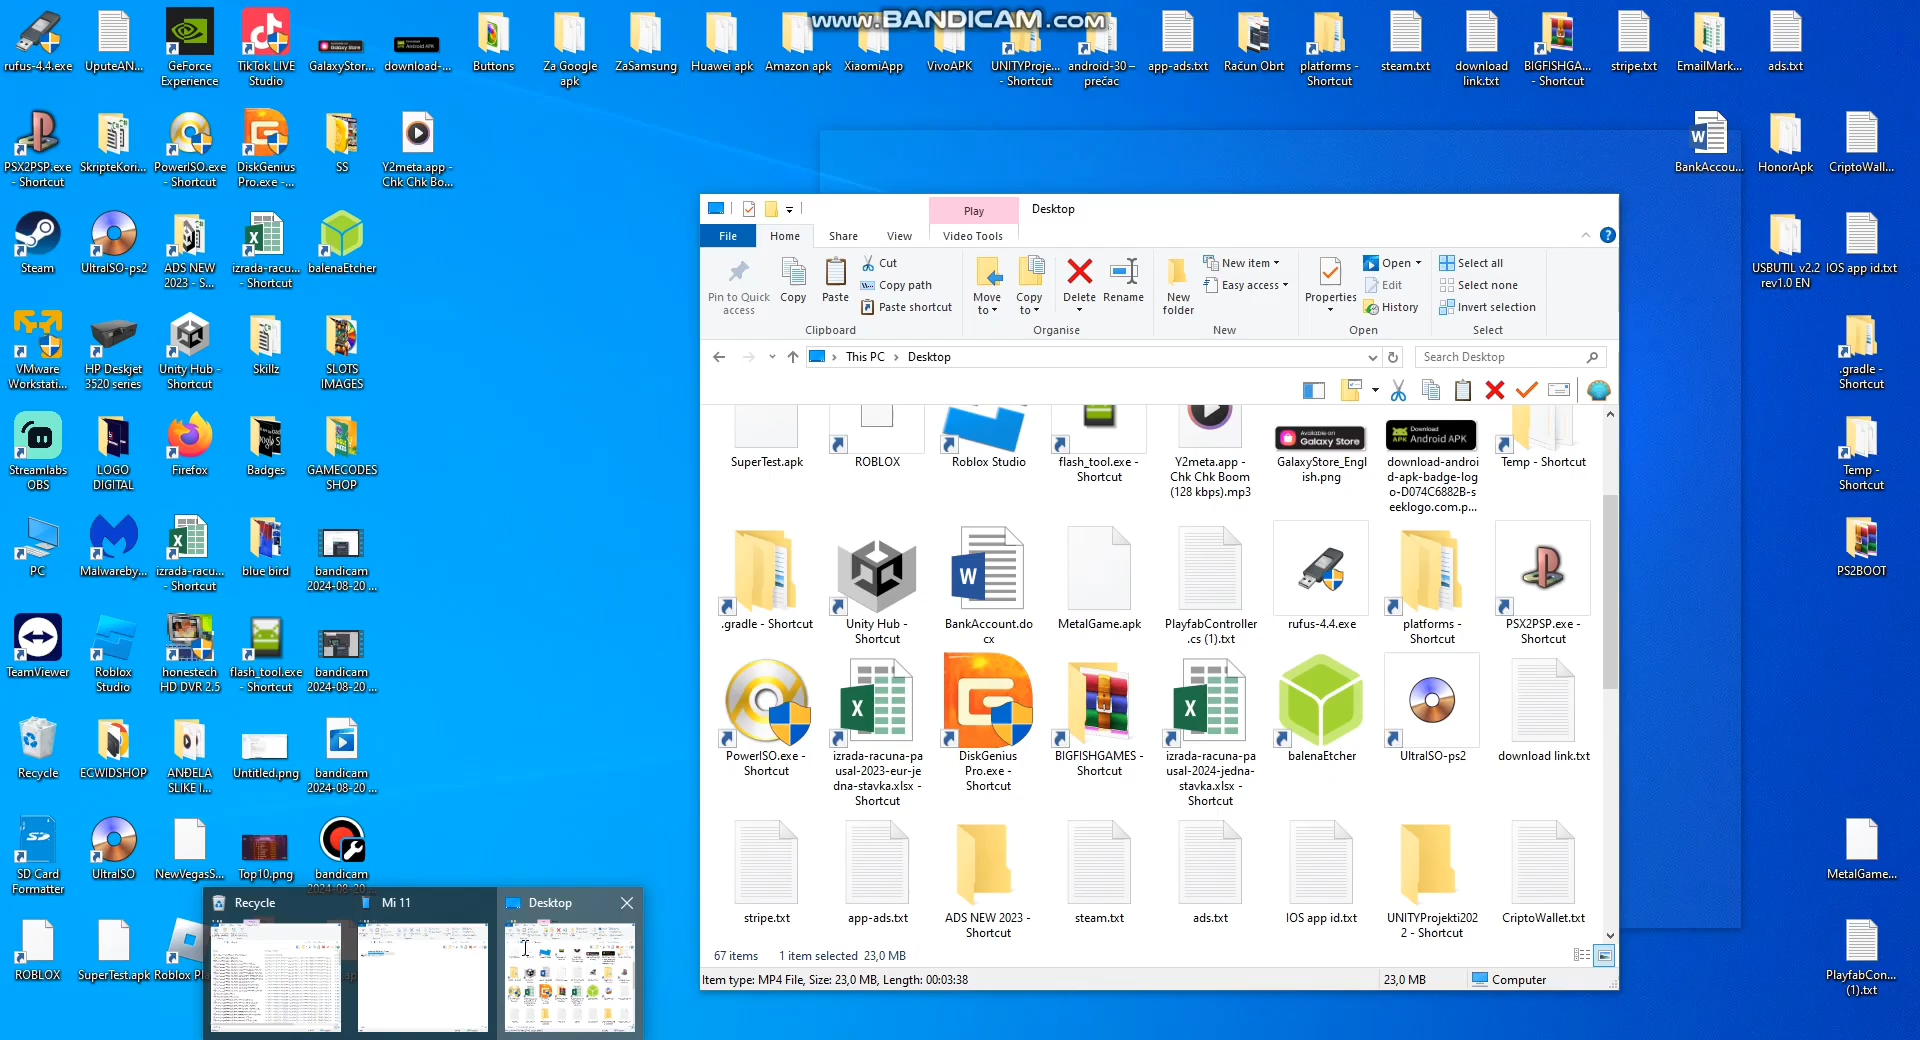 www.BANDICAM.com
rufus-4.4.exe
UputeAN...
GeForce
Experience
TikTok LIVE
Studio
GalaxyStor...
download-...
Buttons
Za Google
apk
ZaSamsung
Huawei apk
Amazon apk
XiaomiApp
VivoAPK
UNITYProje...
- Shortcut
android-30 –
prečac
app-ads.txt
Račun Obrt
platforms -
Shortcut
steam.txt
download
link.txt
BIGFISHGA...
- Shortcut
stripe.txt
EmailMark...
ads.txt
PSX2PSP.exe
- Shortcut
SkripteKori...
PowerISO.exe
- Shortcut
DiskGenius
Pro.exe -...
SS
Y2meta.app -
Chk Chk Bo...
BankAccou...
HonorApk
CriptoWall...
Steam
UltraISO-ps2
ADS NEW
2023 - S...
izrada-racu...
- Shortcut
balenaEtcher
USBUTIL v2.2
rev1.0 EN
IOS app id.txt
VMware
Workstati...
HP Deskjet
3520 series
Unity Hub -
Shortcut
Skillz
SLOTS
IMAGES
.gradle -
Shortcut
Streamlabs
OBS
LOGO
DIGITAL
Firefox
Badges
GAMECODES
SHOP
Temp -
Shortcut
PC
Malwareby...
izrada-racu...
- Shortcut
blue bird
bandicam
2024-08-20 ...
PS2BOOT
TeamViewer
Roblox
Studio
honestech
HD DVR 2.5
flash_tool.exe
- Shortcut
bandicam
2024-08-20 ...
Recycle
ECWIDSHOP
ANĐELA
SLIKE I...
Untitled.png
bandicam
2024-08-20 ...
SD Card
Formatter
UltraISO
NewVegasS...
Top10.png
bandicam
2024-08-20 ...
MetalGame...
ROBLOX
SuperTest.apk
Roblox Pl
PlayfabCon...
(1).txt
Play
Desktop
File
Home
Share
View
Video Tools
Pin to Quick
access
Copy
Paste
Cut
Copy path
Paste shortcut
Clipboard
Move
to
Copy
to
Delete
Rename
Organise
New
folder
New item
Easy access
New
Properties
Open
Edit
History
Open
Select all
Select none
Invert selection
Select
This PC
Desktop
Search Desktop
SuperTest.apk
ROBLOX
Roblox Studio
flash_tool.exe -
Shortcut
Y2meta.app -
Chk Chk Boom
(128 kbps).mp3
Available on
Galaxy Store
GalaxyStore_Engl
ish.png
Download
Android APK
APK
download-androi
d-apk-badge-log
o-D074C6882B-s
eeklogo.com.p...
Temp - Shortcut
.gradle - Shortcut
Unity Hub -
Shortcut
BankAccount.do
cx
MetalGame.apk
PlayfabController
.cs (1).txt
rufus-4.4.exe
platforms -
Shortcut
PSX2PSP.exe -
Shortcut
PowerISO.exe -
Shortcut
izrada-racuna-pa
usal-2023-eur-je
dna-stavka.xlsx -
Shortcut
DiskGenius
Pro.exe -
Shortcut
BIGFISHGAMES -
Shortcut
izrada-racuna-pa
usal-2024-jedna-
stavka.xlsx -
Shortcut
balenaEtcher
UltraISO-ps2
download link.txt
stripe.txt
app-ads.txt
ADS NEW 2023 -
Shortcut
steam.txt
ads.txt
IOS app id.txt
UNITYProjekti202
2 - Shortcut
CriptoWallet.txt
67 items
1 item selected 23,0 MB
Item type: MP4 File, Size: 23,0 MB, Length: 00:03:38
23,0 MB
Computer
Recycle
Mi 11
Desktop